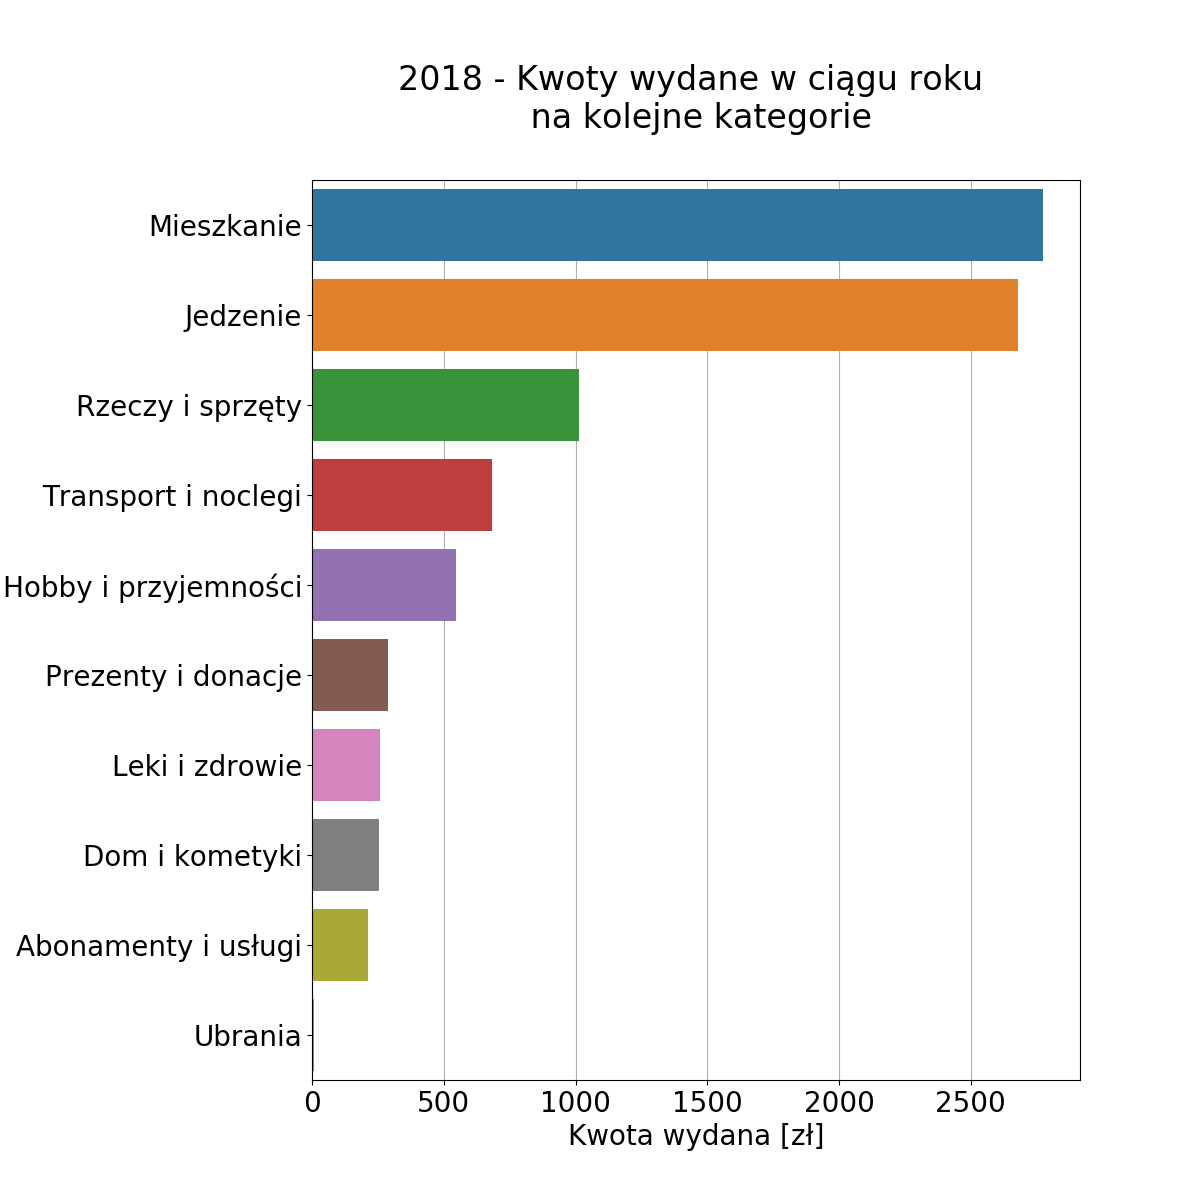 2018 - Kwoty wydane w ciągu roku
na kolejne kategorie
Mieszkanie
Jedzenie
Rzeczy i sprzęty
Transport i noclegi
Hobby i przyjemności
Prezenty i donacje
Leki i zdrowie
Dom i kometyki
Abonamenty i usługi
Ubrania
0 500 1000 1500 2000 2500
Kwota wydana [zł]